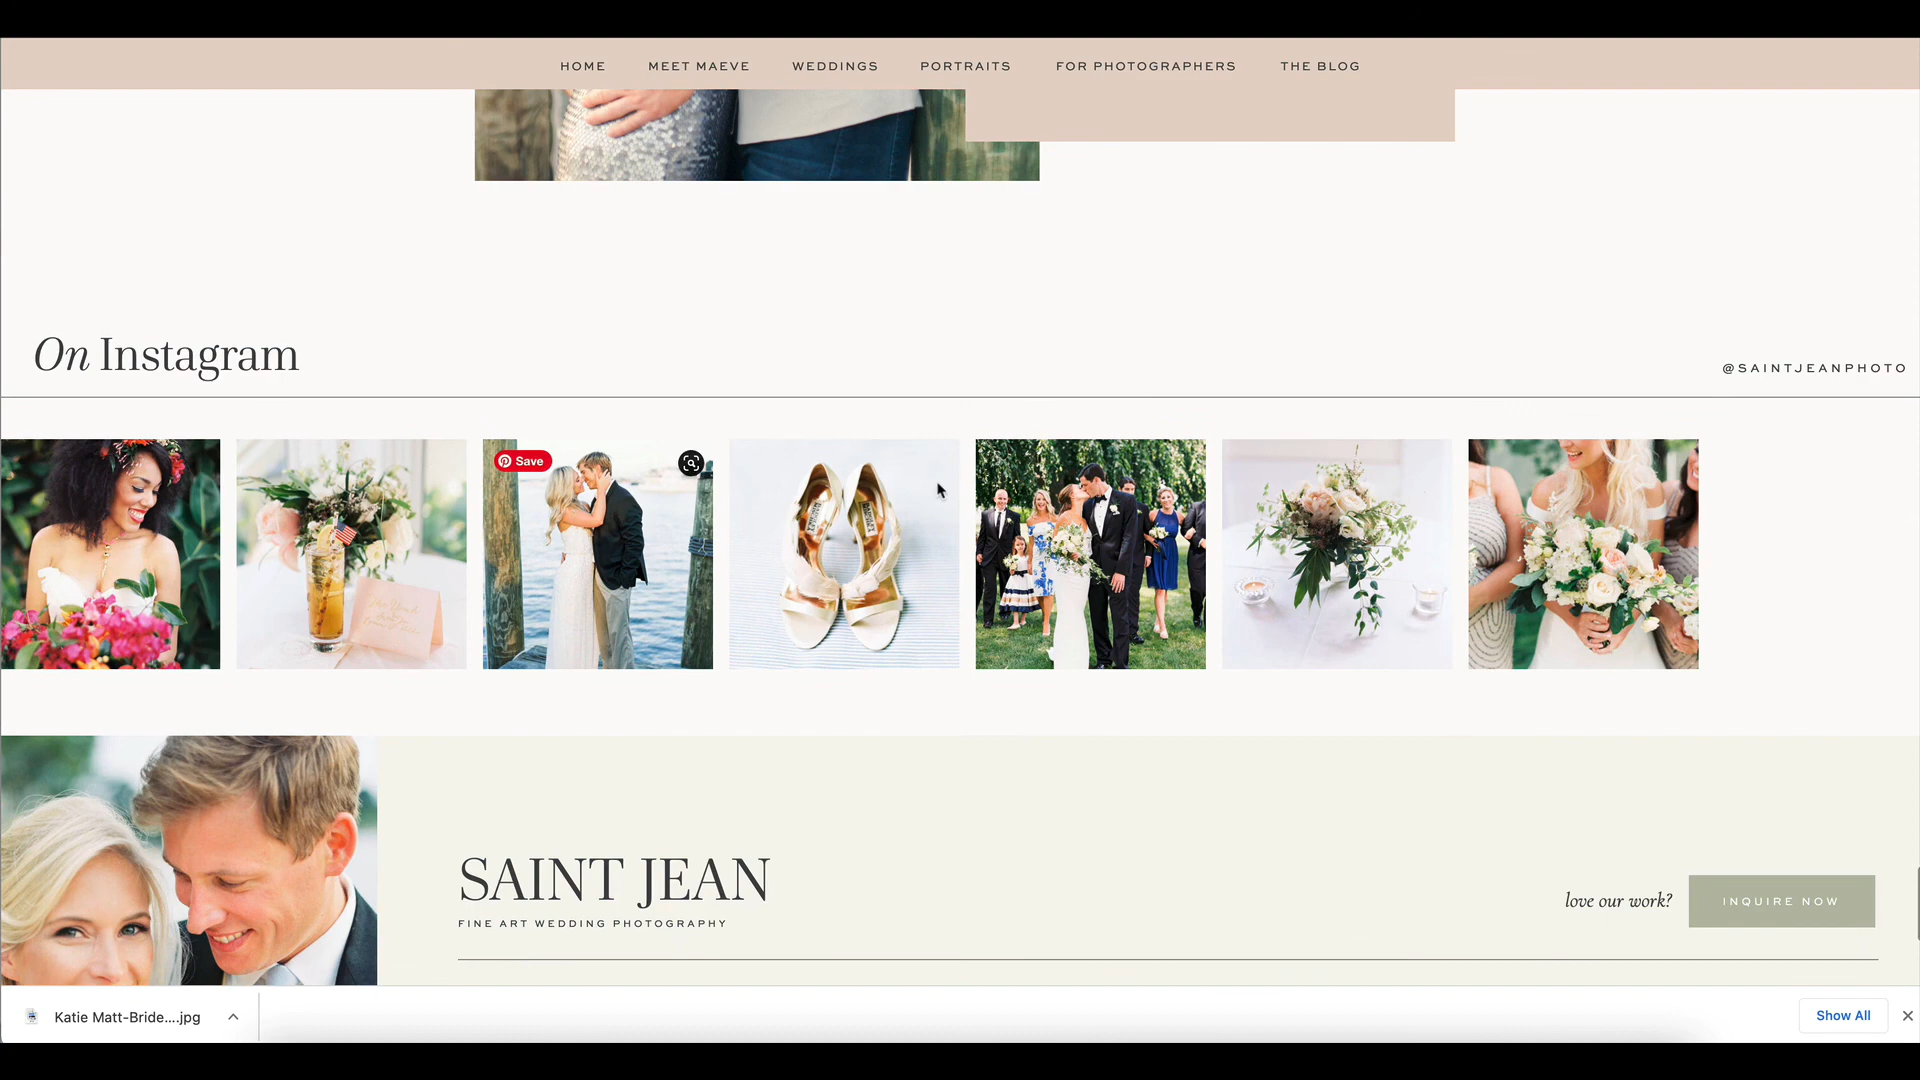 HOME MEET MAEVE WEDDINGS PORTRAITS FOR PHOTOGRAPHERS THE BLOG
On Instagram
@SAINTJEANPHOTO
Save
SAINT JEAN
FINE ART WEDDING PHOTOGRAPHY
love our work?
INQUIRE NOW
Katie Matt-Bride....jpg
Show All